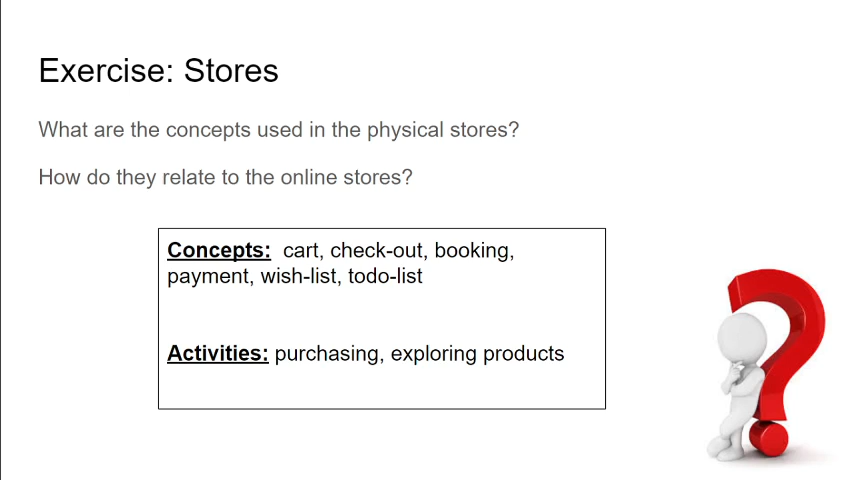 Exercise: Stores
What are the concepts used in the physical stores?
How do they relate to the online stores?
Concepts: cart, check-out, booking,
payment, wish-list, todo-list
Activities: purchasing, exploring products